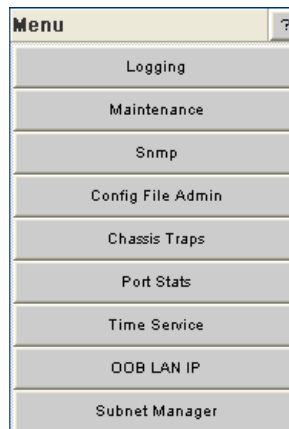 Menu ?
Logging
Maintenance
Snmp
Config File Admin
Chassis Traps
Port Stats
Time Service
OOB LAN IP
Subnet Manager